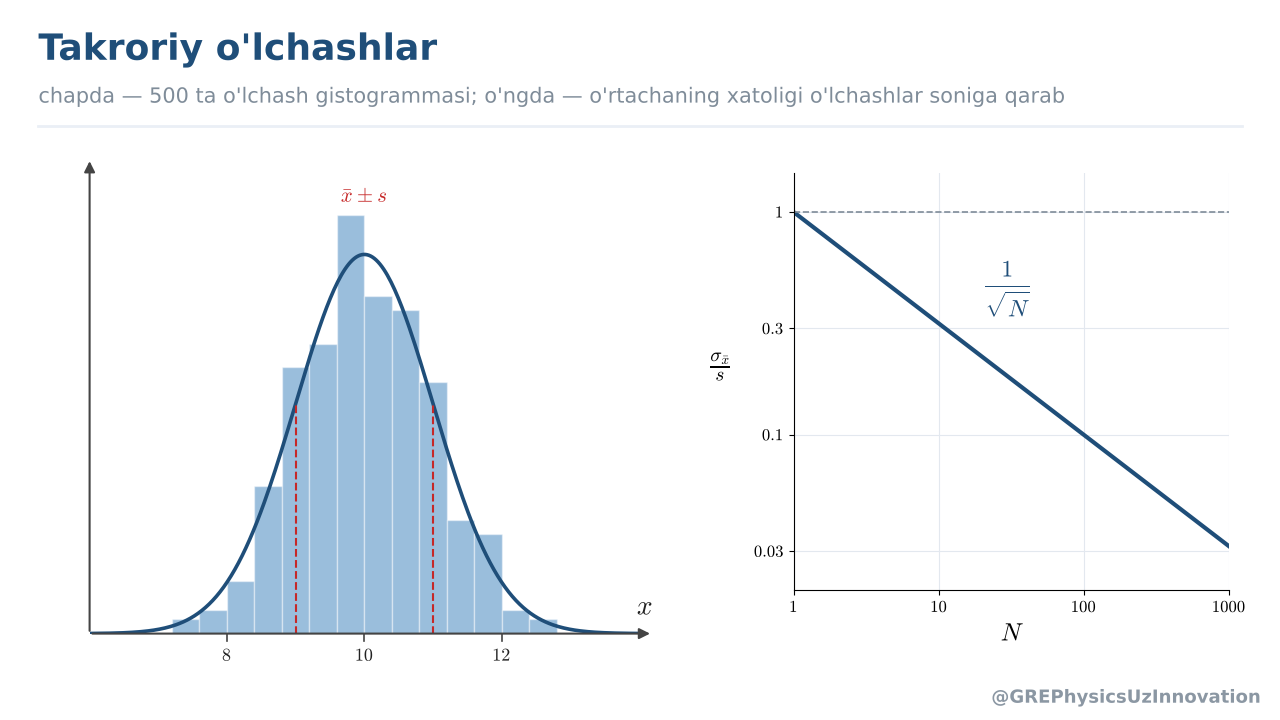 Takroriy o'lchashlar
chapda — 500 ta o'lchash gistogrammasi; o'ngda — o'rtachaning xatoligi o'lchashlar soniga qarab
x̄ ± s
x
8 10 12
1
0.3
0.1
0.03
σ_x̄/s
1/√N
1 10 100 1000
N
@GREPhysicsUzInnovation